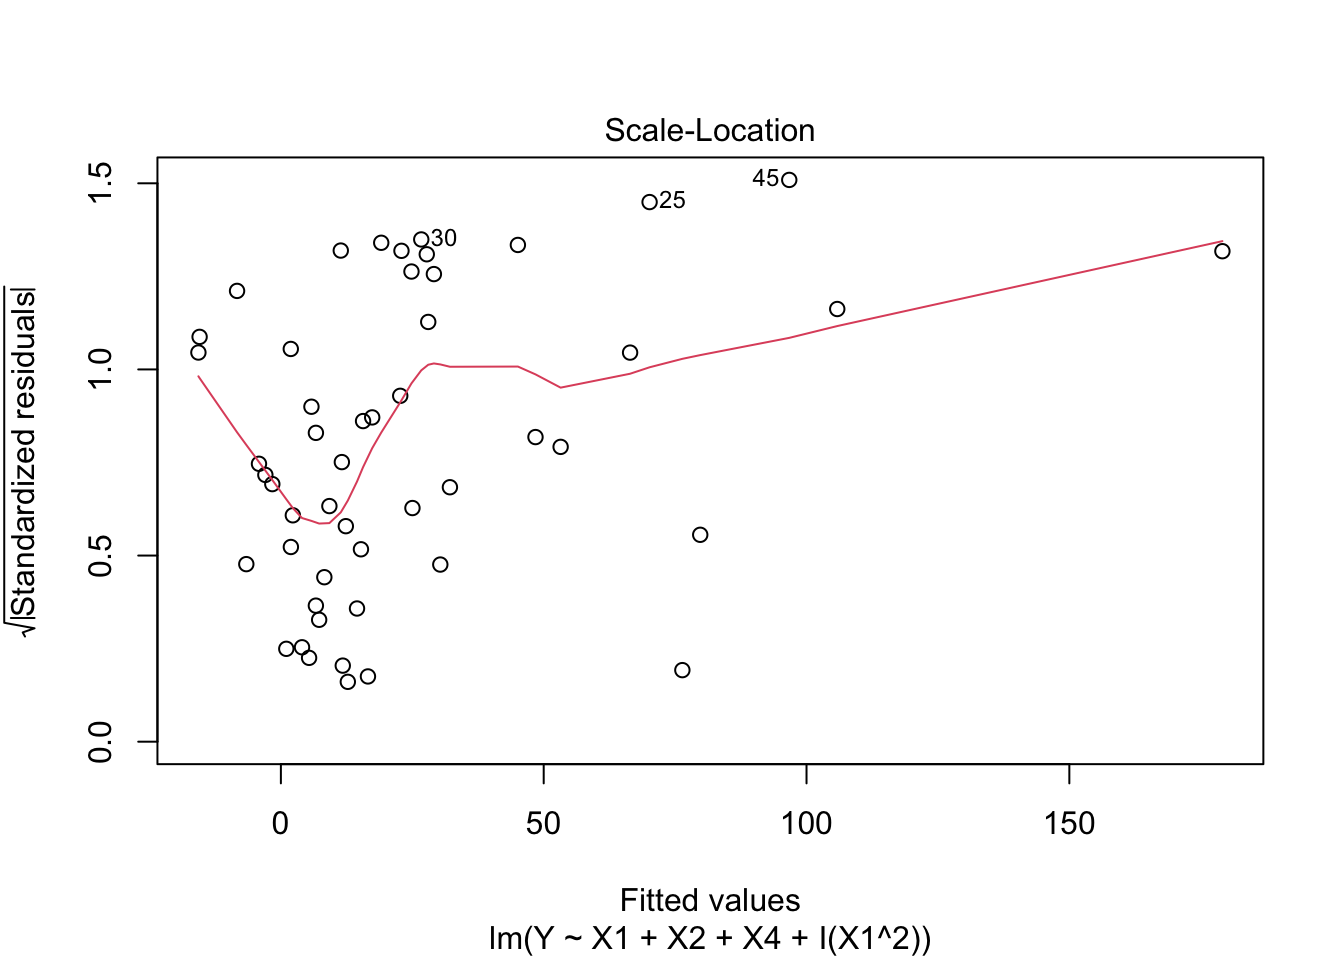 Scale-Location
√|Standardized residuals|
1.5
1.0
0.5
0.0
45
25
30
0
50
100
150
Fitted values
lm(Y ~ X1 + X2 + X4 + I(X1^2))